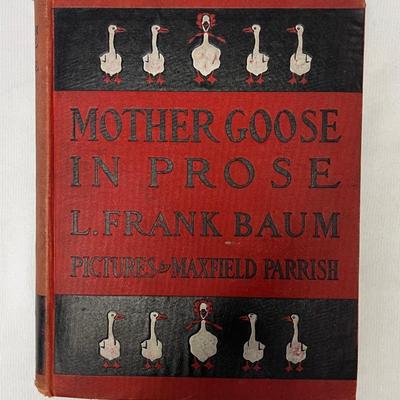 MOTHER GOOSE
IN PROSE
L. FRANK BAUM
PICTURES by MAXFIELD PARRISH